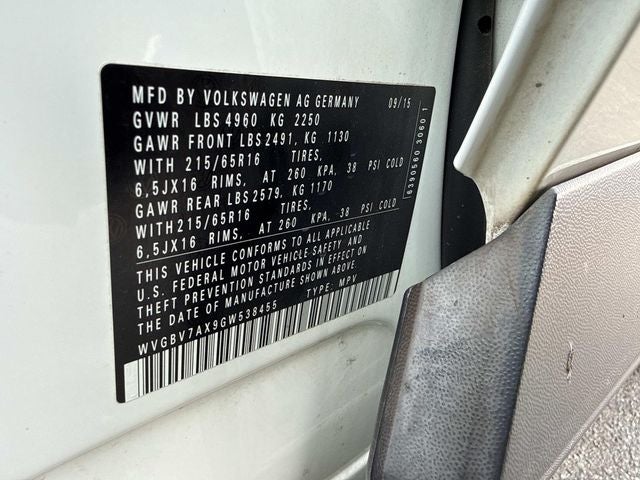 MFD BY VOLKSWAGEN AG GERMANY 09/15
GVWR LBS 4960 KG 2250
GAWR FRONT LBS 2491, KG 1130
WITH 215/65R16 TIRES,
6,5JX16 RIMS, AT 260 KPA, 38 PSI COLD
GAWR REAR LBS 2579, KG 1170
WITH 215/65R16 TIRES,
6,5JX16 RIMS, AT 260 KPA, 38 PSI COLD
THIS VEHICLE CONFORMS TO ALL APPLICABLE
U.S. FEDERAL MOTOR VEHICLE SAFETY AND
THEFT PREVENTION STANDARDS IN EFFECT ON
THE DATE OF MANUFACTURE SHOWN ABOVE.
WVGBV7AX9GW538455 TYPE: MPV
6390560 3060 1